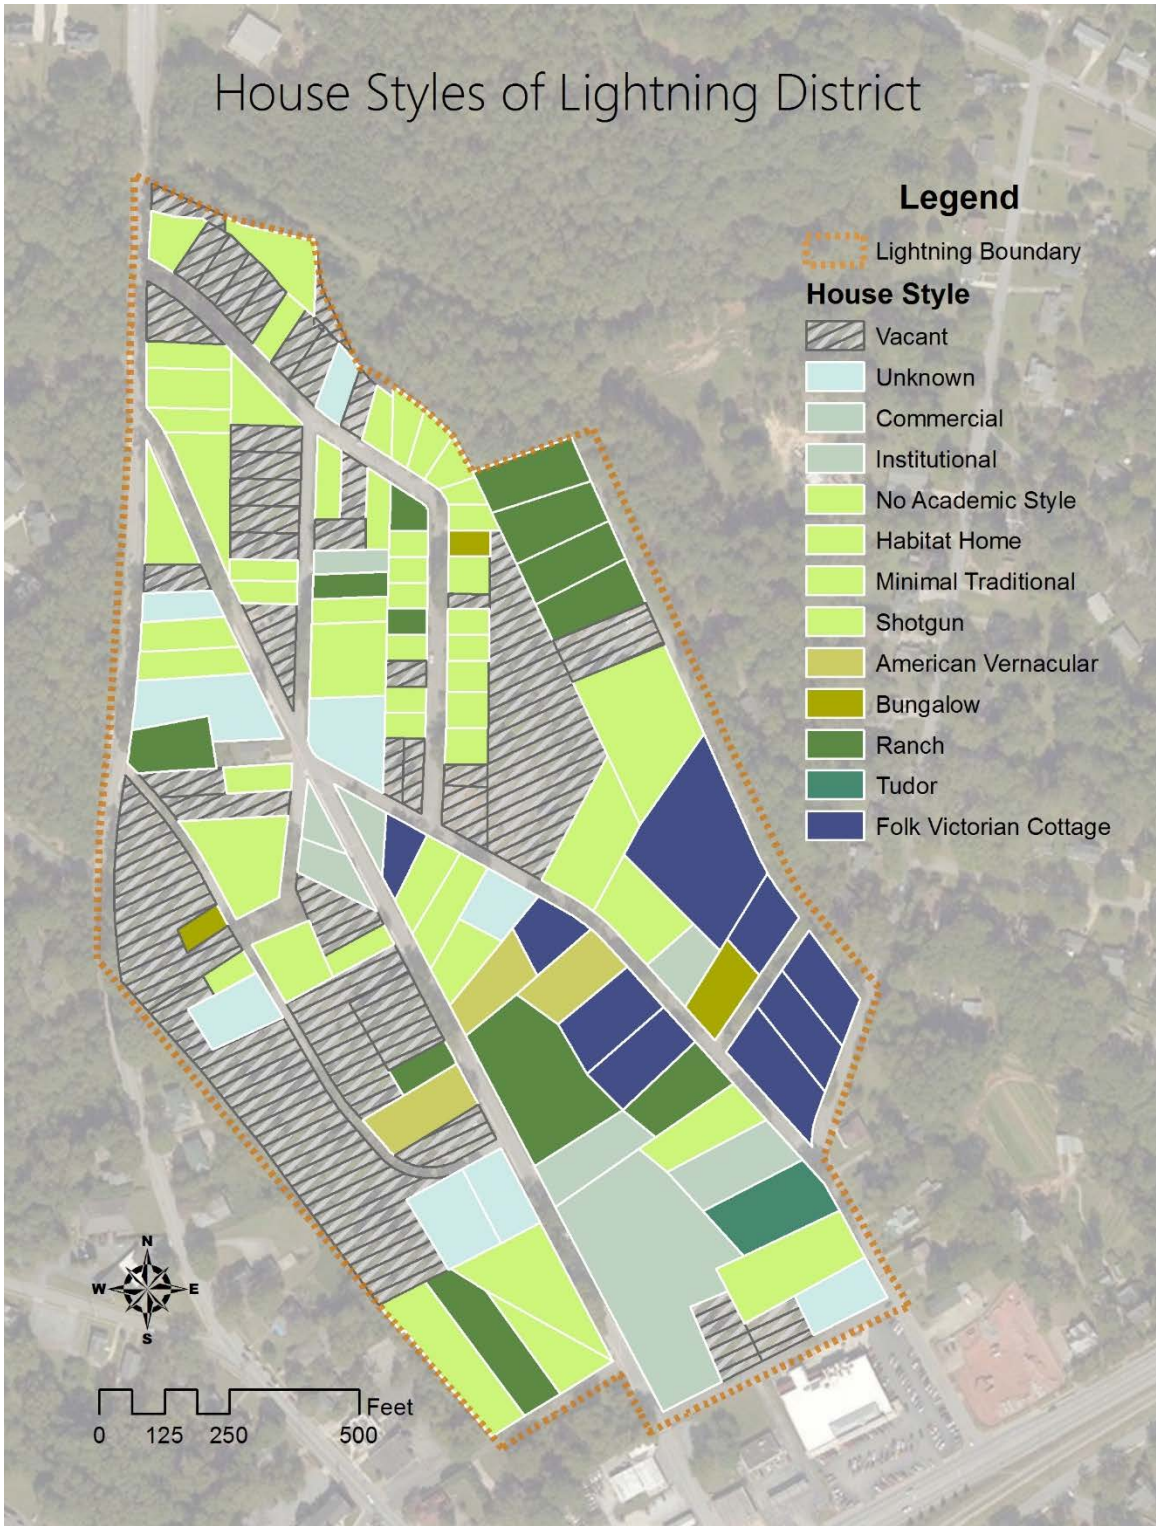 House Styles of Lightning District
Legend
Lightning Boundary
House Style
Vacant
Unknown
Commercial
Institutional
No Academic Style
Habitat Home
Minimal Traditional
Shotgun
American Vernacular
Bungalow
Ranch
Tudor
Folk Victorian Cottage
N
W E
S
Feet
0 125 250 500